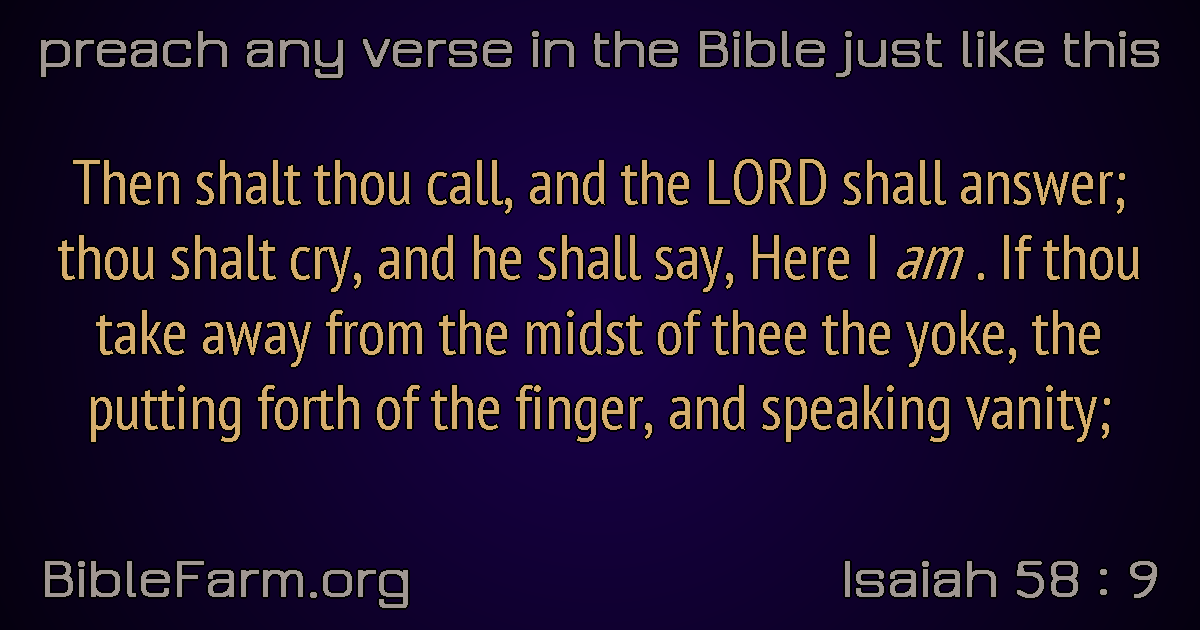 preach any verse in the Bible just like this
Then shalt thou call, and the LORD shall answer;
thou shalt cry, and he shall say, Here I am . If thou
take away from the midst of thee the yoke, the
putting forth of the finger, and speaking vanity;
BibleFarm.org
Isaiah 58 : 9